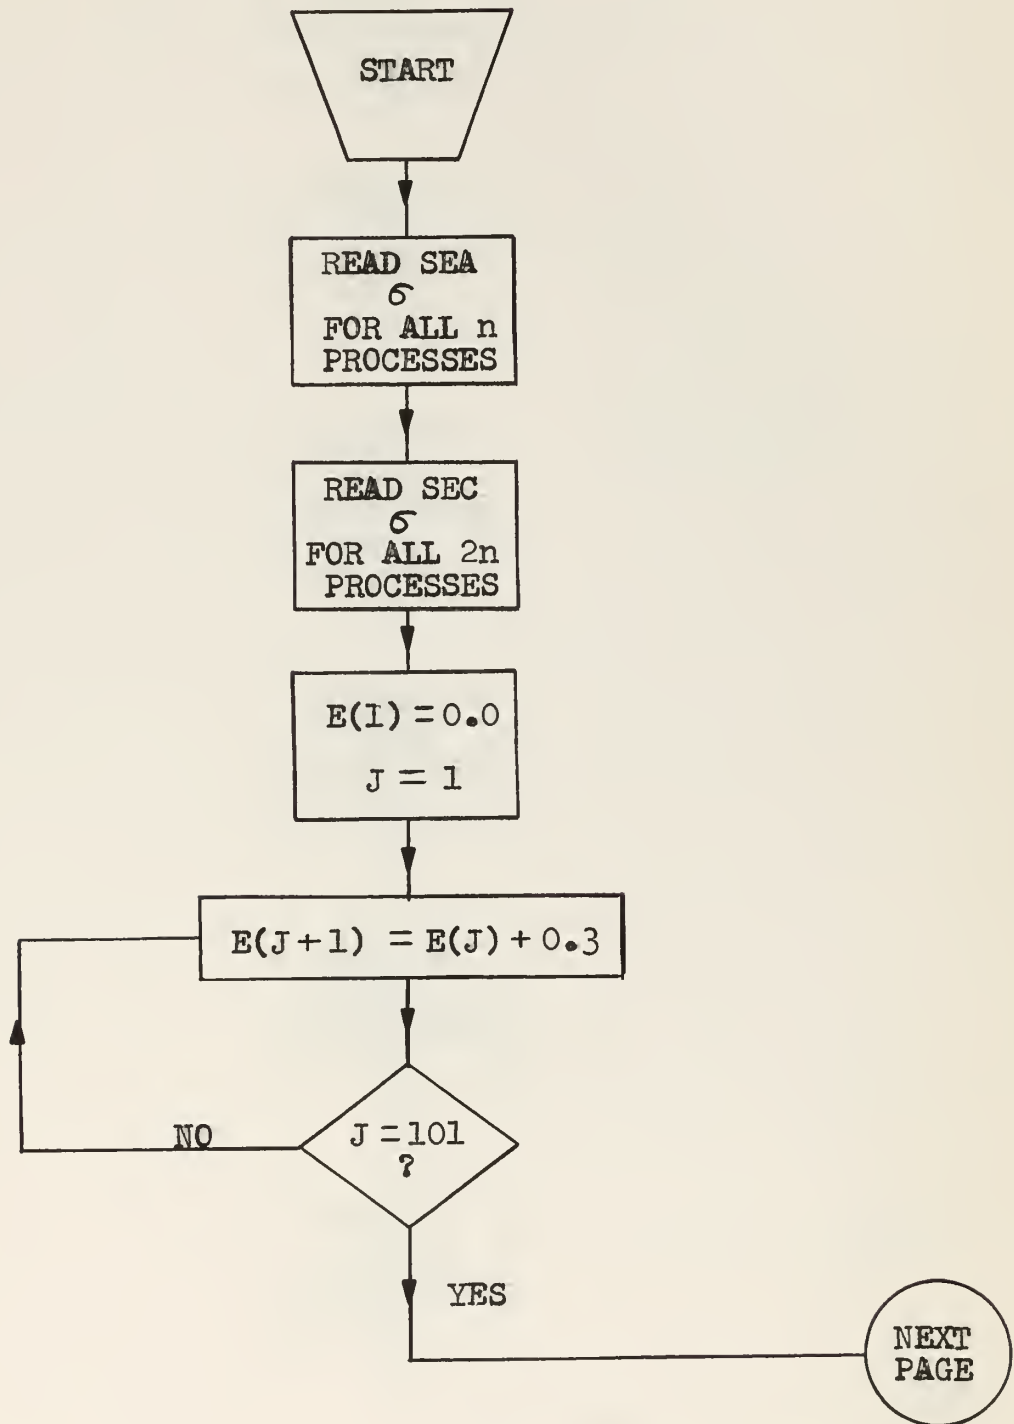 START
READ SEA
σ
FOR ALL n
PROCESSES
READ SEC
σ
FOR ALL 2n
PROCESSES
E(1) = 0.0
J = 1
E(J+1) = E(J) + 0.3
J = 101
?
NO
YES
NEXT
PAGE